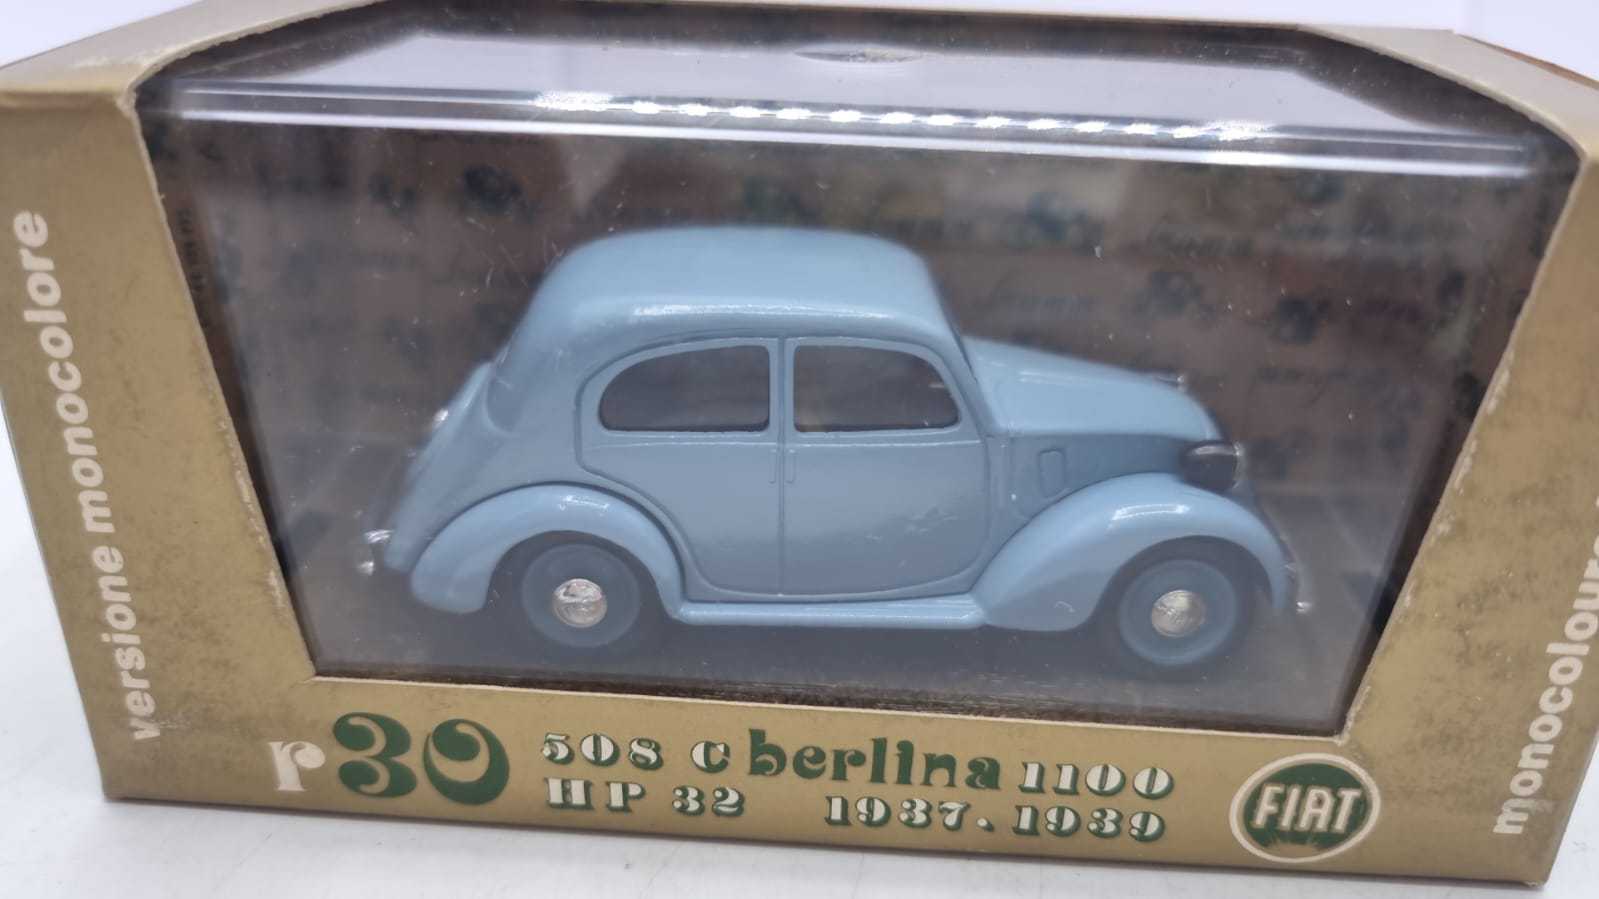 versione monocolore
r30
508 C berlina 1100
HP 32 1937. 1939
FIAT